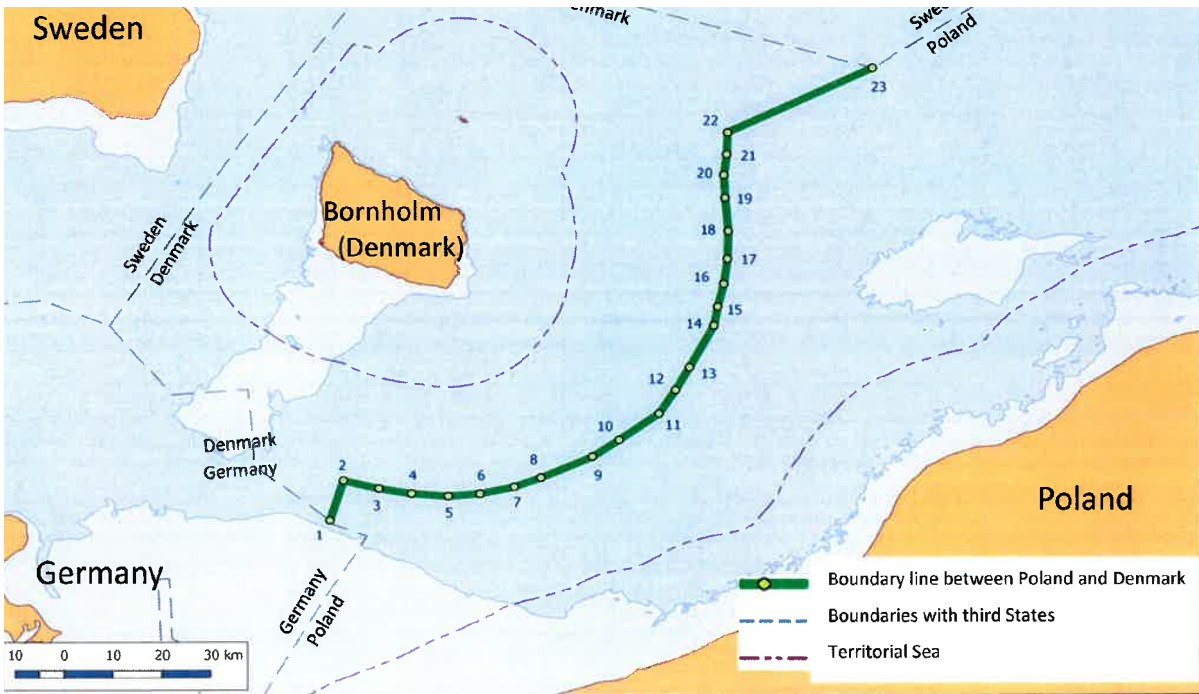 Sweden
Denmark
Sweden
Poland
23
22
21
20
19
Bornholm
(Denmark)
18
Sweden
Denmark
17
16
15
14
13
12
11
10
Denmark
Germany
9
8
2
4
6
3
5
7
1
Poland
Germany
Germany
Poland
Boundary line between Poland and Denmark
Boundaries with third States
Territorial Sea
10 0 10 20 30 km